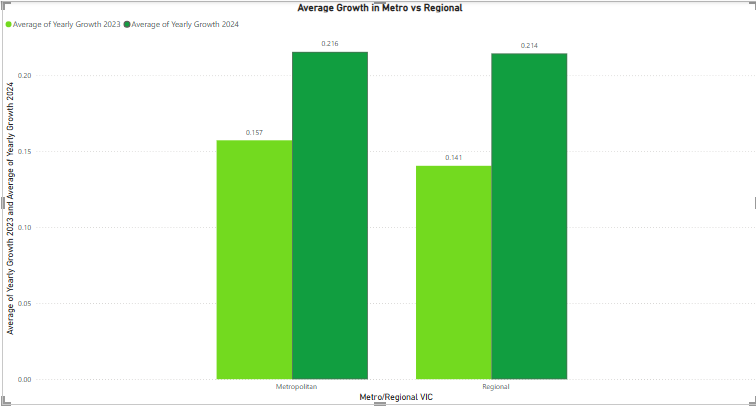 Average Growth in Metro vs Regional
Average of Yearly Growth 2023 Average of Yearly Growth 2024
Average of Yearly Growth 2023 and Average of Yearly Growth 2024
0.20
0.15
0.10
0.05
0.00
0.157
0.216
0.141
0.214
Metropolitan
Regional
Metro/Regional VIC